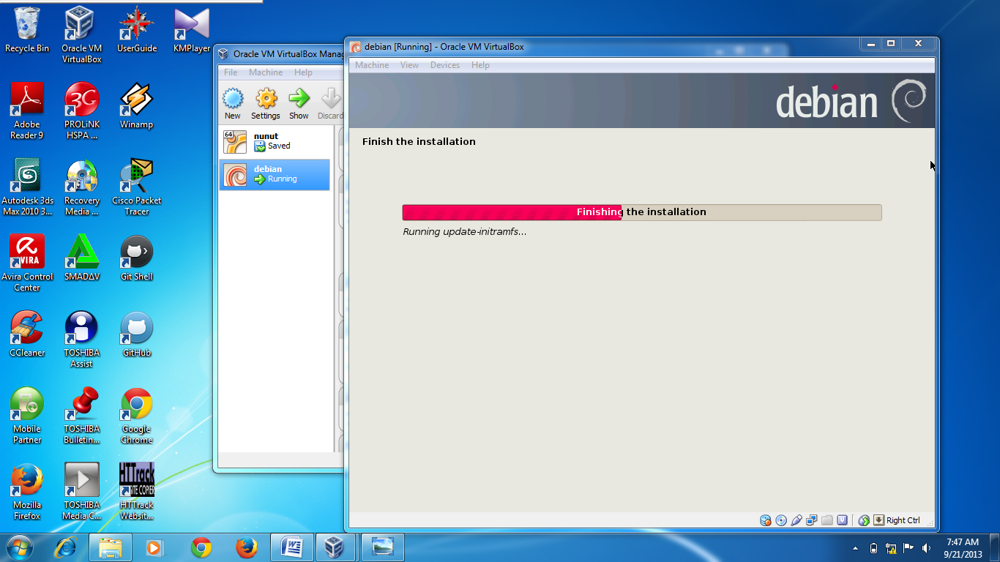 Recycle Bin
Oracle VM
VirtualBox
UserGuide
KMPlayer
Adobe
Reader 9
PROLiNK
HSPA ...
Winamp
Autodesk 3ds
Max 2010 3...
Recovery
Media ...
Cisco Packet
Tracer
Avira Control
Center
SMADΔV
Git Shell
CCleaner
TOSHIBA
Assist
GitHub
Mobile
Partner
TOSHIBA
Bulletin...
Google
Chrome
Mozilla
Firefox
TOSHIBA
Media C...
HTTrack
Websit...
3G
AVIRA
HTTrack
SITE COPIER
Oracle VM VirtualBox Manag
File Machine Help
New Settings Show Discard
64
nunut
Saved
debian
Running
debian [Running] - Oracle VM VirtualBox
Machine View Devices Help
debian
Finish the installation
Finishing the installation
Running update-initramfs...
Right Ctrl
7:47 AM
9/21/2013